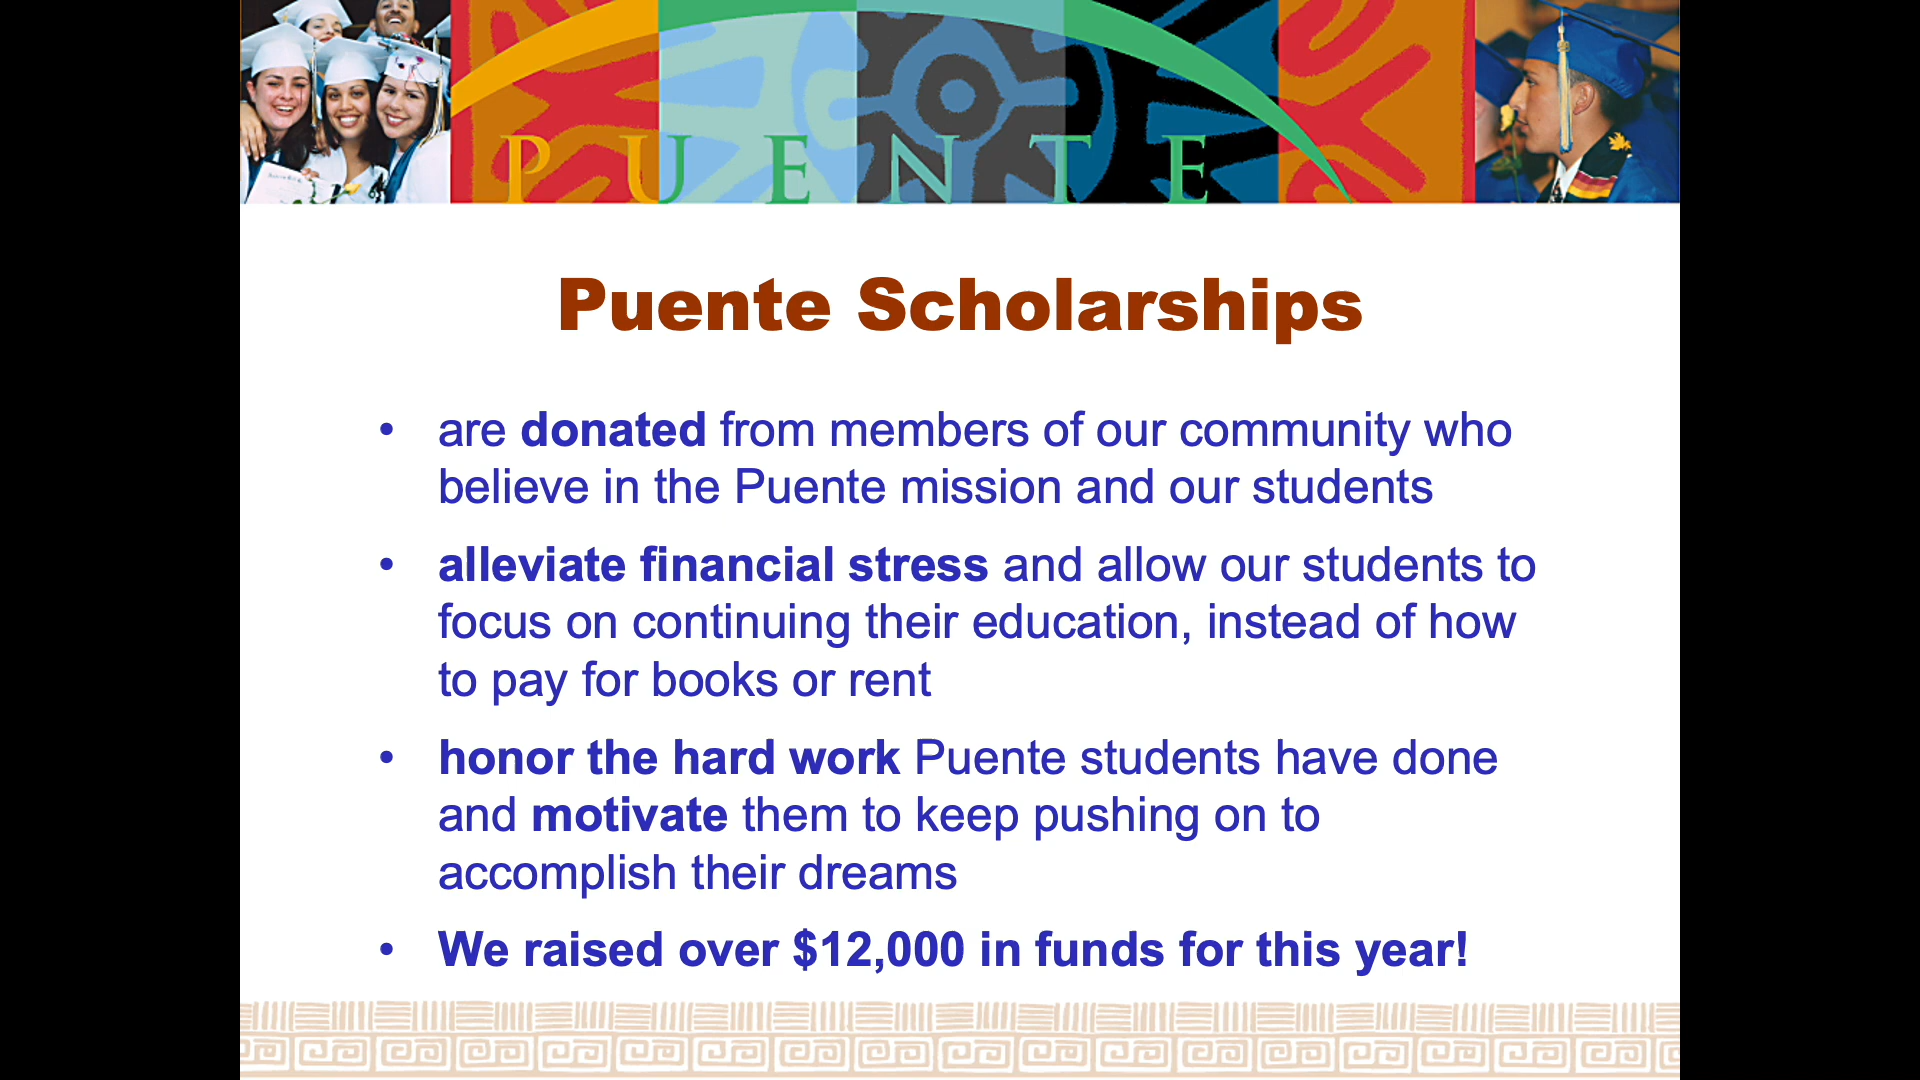 PUENTE
Puente Scholarships
• are donated from members of our community who
believe in the Puente mission and our students
• alleviate financial stress and allow our students to
focus on continuing their education, instead of how
to pay for books or rent
• honor the hard work Puente students have done
and motivate them to keep pushing on to
accomplish their dreams
• We raised over $12,000 in funds for this year!